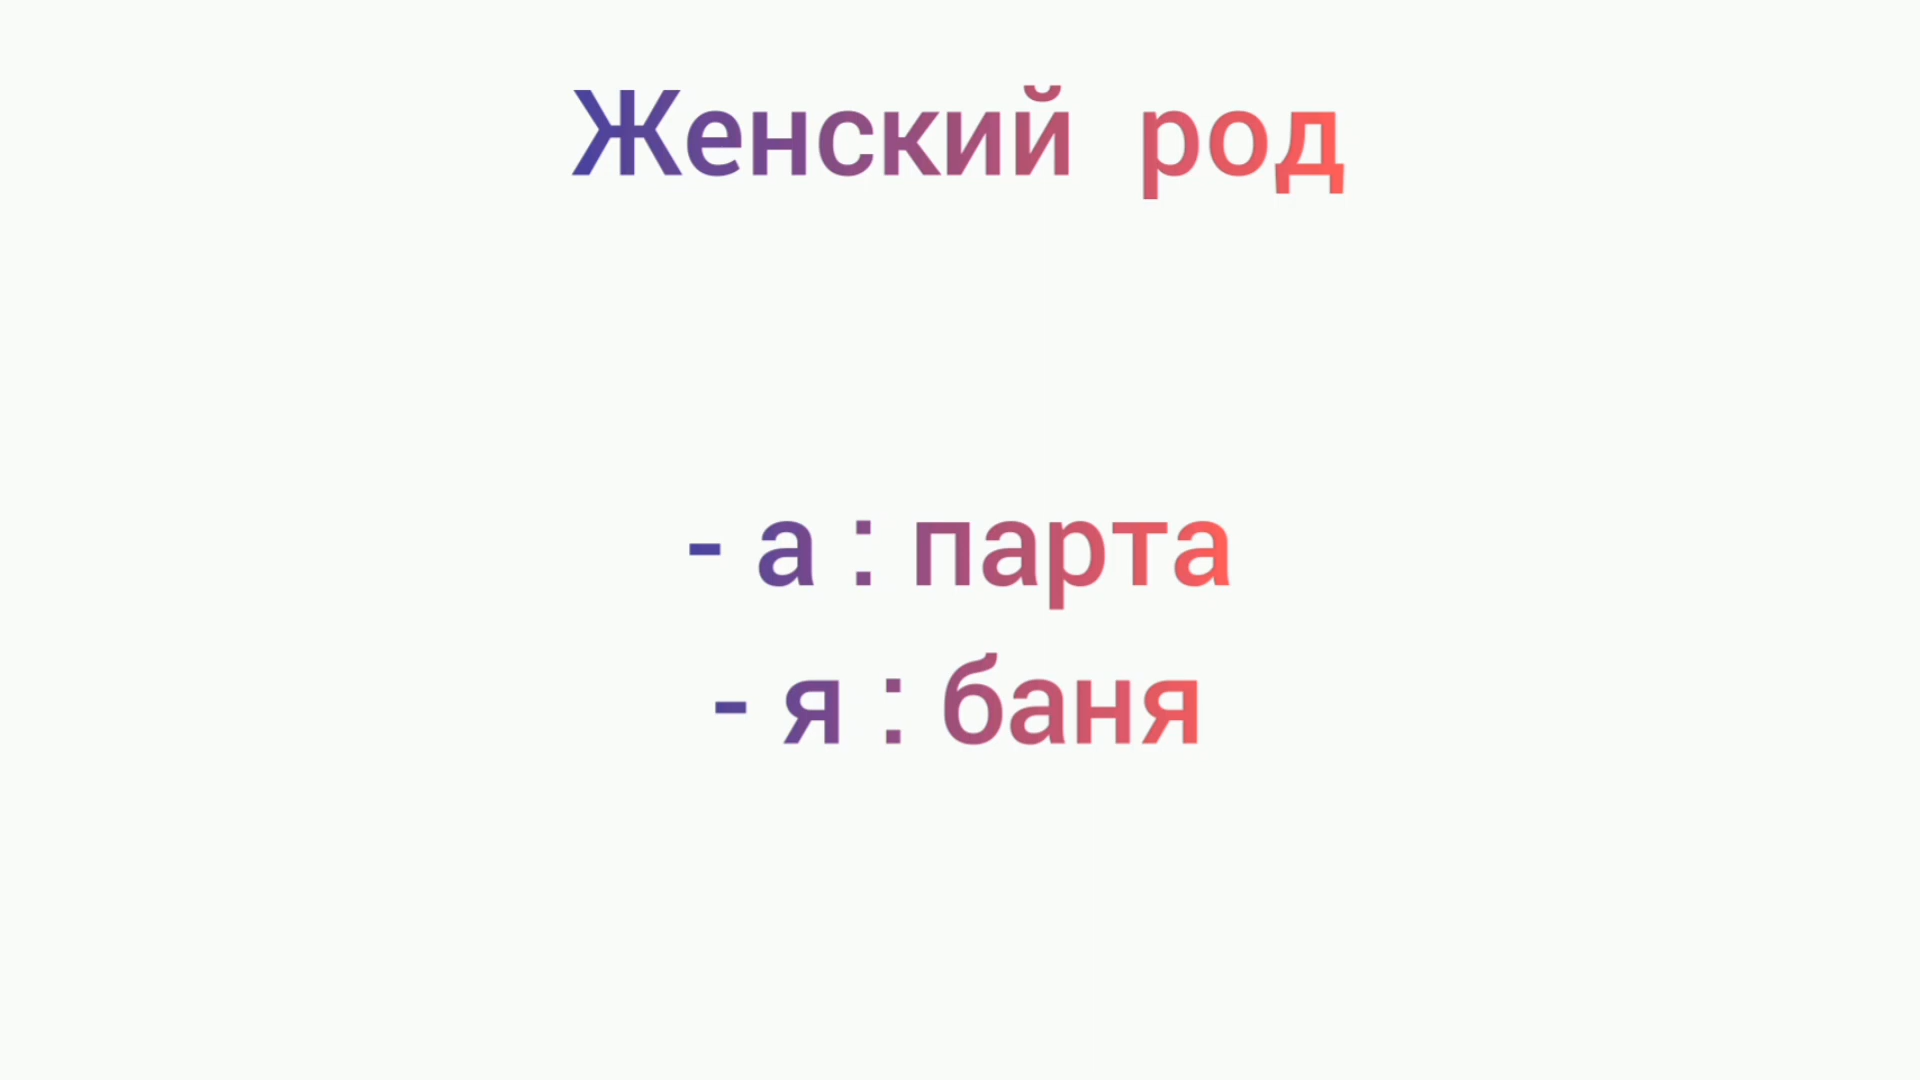 Женский род
- а : парта
- я : баня